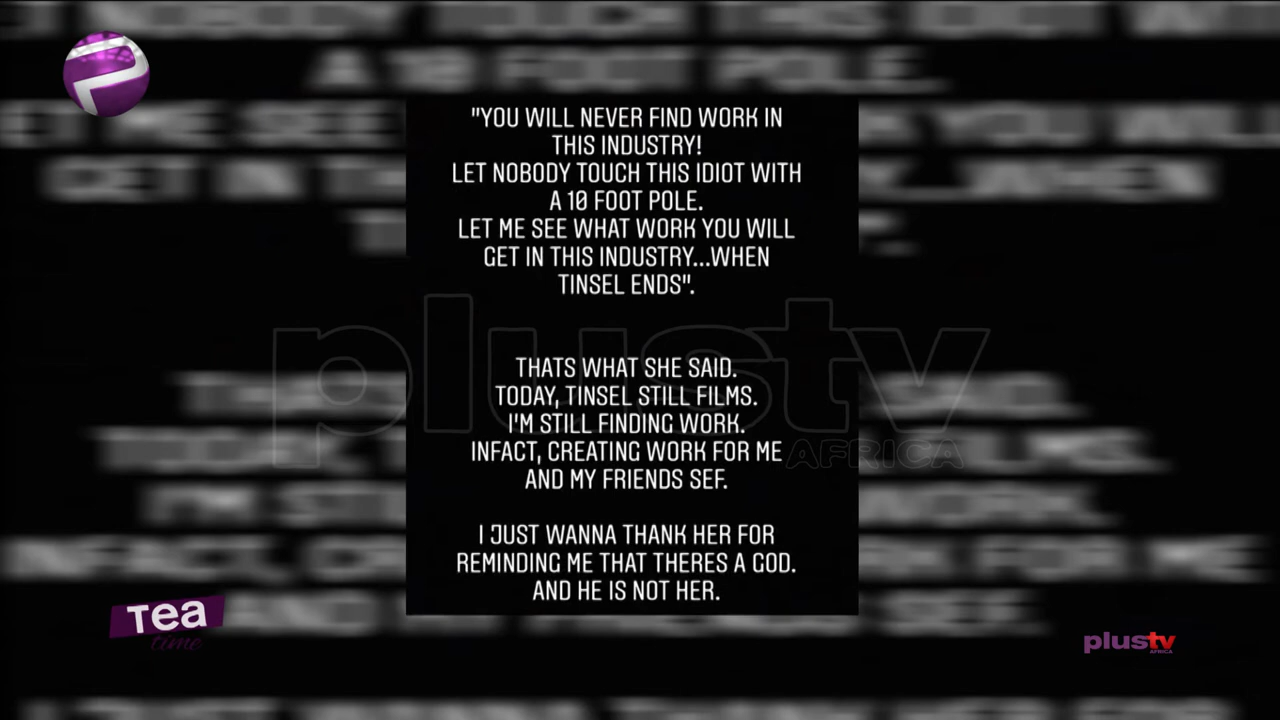 "YOU WILL NEVER FIND WORK IN
THIS INDUSTRY!
LET NOBODY TOUCH THIS IDIOT WITH
A 10 FOOT POLE.
LET ME SEE WHAT WORK YOU WILL
GET IN THIS INDUSTRY...WHEN
TINSEL ENDS".
THATS WHAT SHE SAID.
TODAY, TINSEL STILL FILMS.
I'M STILL FINDING WORK.
INFACT, CREATING WORK FOR ME
AND MY FRIENDS SEF.
I JUST WANNA THANK HER FOR
REMINDING ME THAT THERES A GOD.
AND HE IS NOT HER.
plustv
AFRICA
Tea
time
plustv
AFRICA